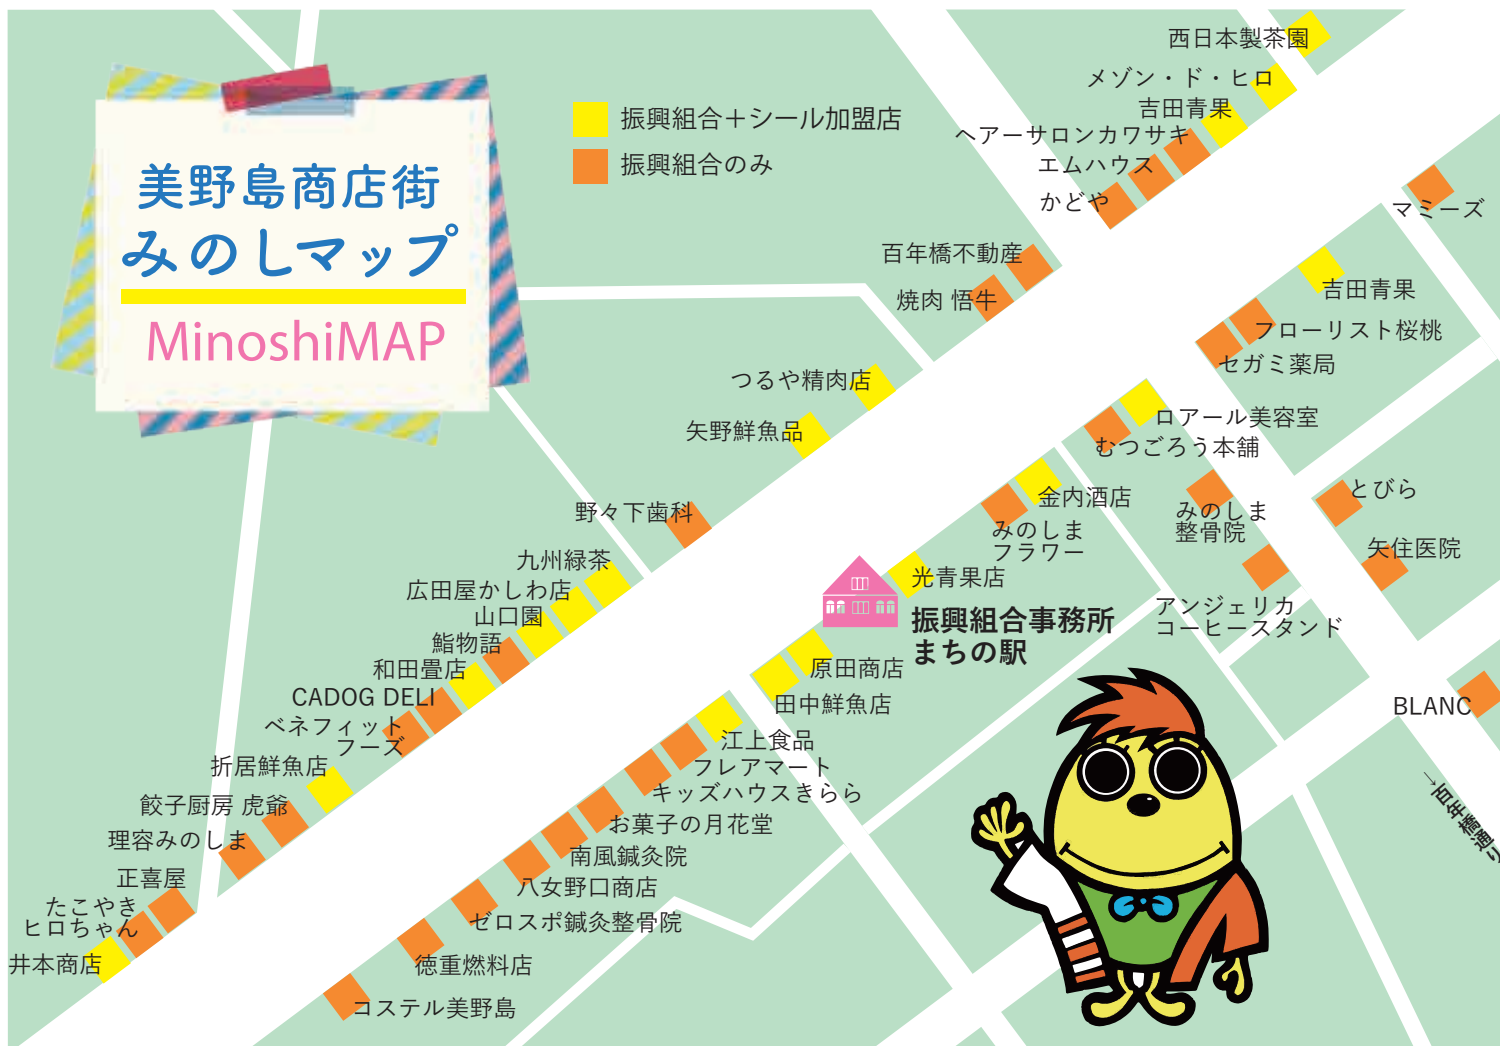 美野島商店街
みのしマップ
MinoshiMAP
振興組合＋シール加盟店
振興組合のみ
西日本製茶園
メゾン・ド・ヒロ
吉田青果
ヘアーサロンカワサキ
エムハウス
かどや
百年橋不動産
焼肉 悟牛
つるや精肉店
矢野鮮魚品
野々下歯科
九州緑茶
広田屋かしわ店
山口園
鮨物語
和田畳店
CADOG DELI
ベネフィット
フーズ
折居鮮魚店
餃子厨房 虎爺
理容みのしま
正喜屋
たこやき
ヒロちゃん
井本商店
マミーズ
吉田青果
フローリスト桜桃
セガミ薬局
ロアール美容室
むつごろう本舗
金内酒店
みのしま
フラワー
光青果店
振興組合事務所
まちの駅
原田商店
田中鮮魚店
江上食品
フレアマート
キッズハウスきらら
お菓子の月花堂
南風鍼灸院
八女野口商店
ゼロスポ鍼灸整骨院
徳重燃料店
コステル美野島
みのしま
整骨院
とびら
矢住医院
アンジェリカ
コーヒースタンド
BLANC
→百年橋通り